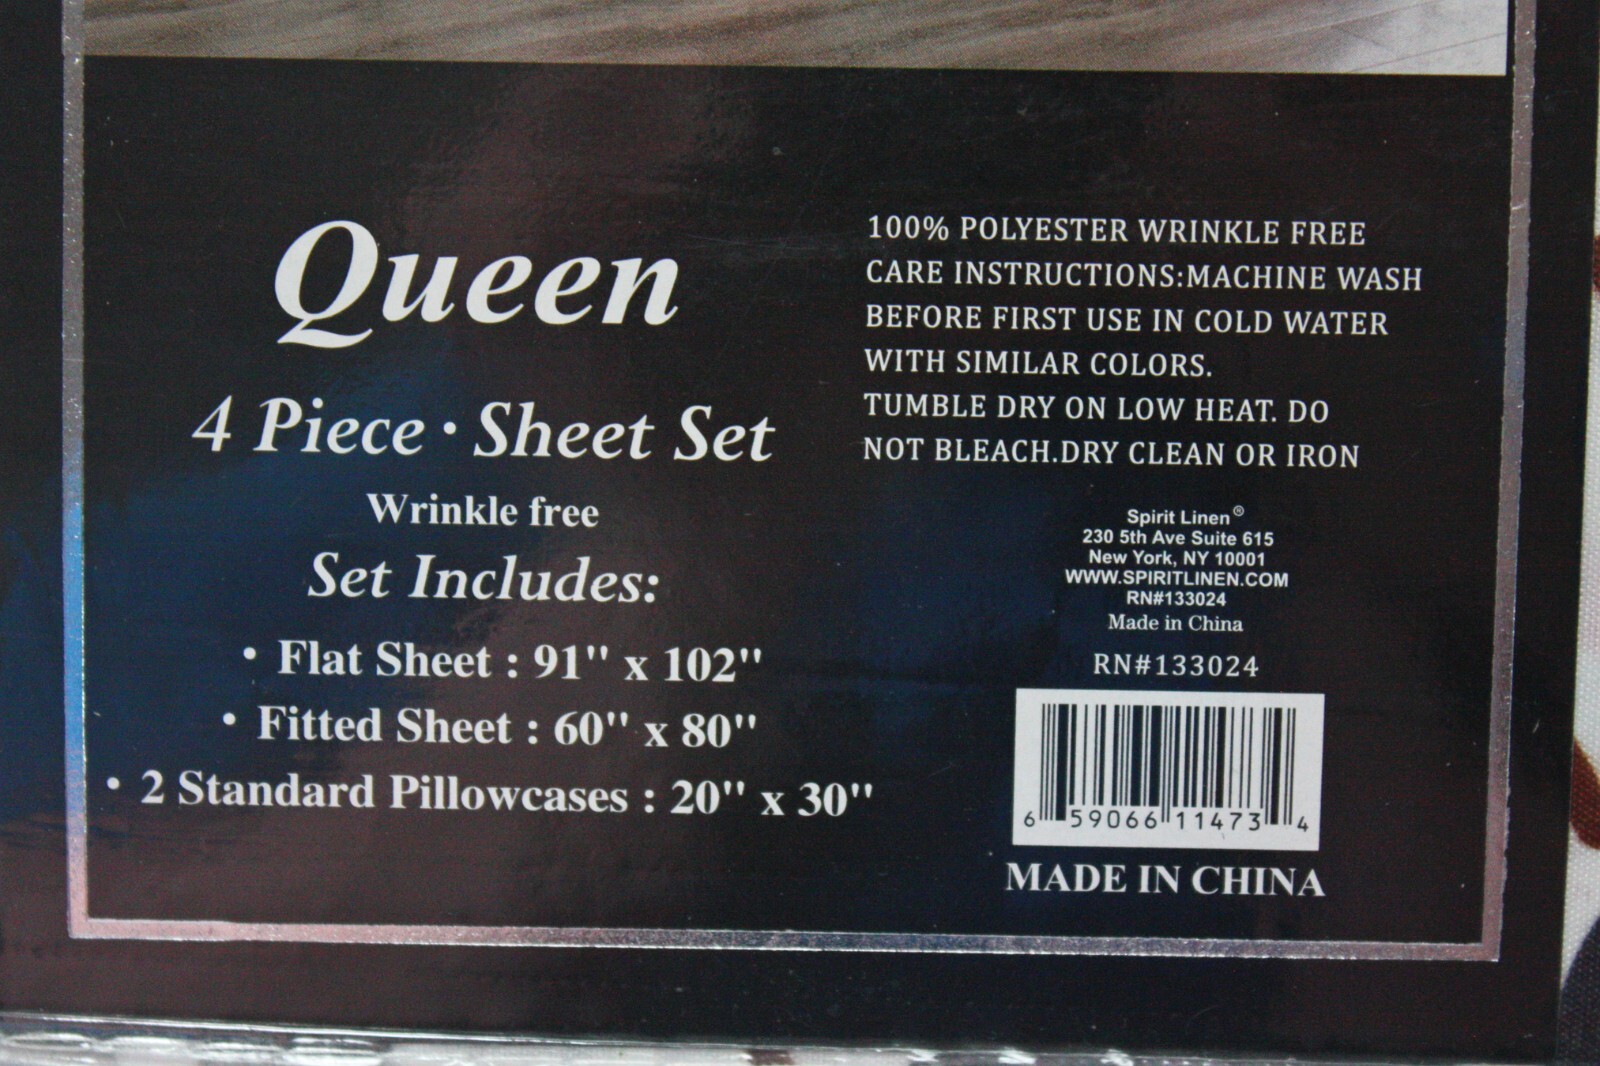 Queen
4 Piece · Sheet Set
Wrinkle free
Set Includes:
• Flat Sheet : 91" x 102"
• Fitted Sheet : 60" x 80"
• 2 Standard Pillowcases : 20" x 30"
100% POLYESTER WRINKLE FREE
CARE INSTRUCTIONS:MACHINE WASH
BEFORE FIRST USE IN COLD WATER
WITH SIMILAR COLORS.
TUMBLE DRY ON LOW HEAT. DO
NOT BLEACH.DRY CLEAN OR IRON
Spirit Linen®
230 5th Ave Suite 615
New York, NY 10001
WWW.SPIRITLINEN.COM
RN#133024
Made in China
RN#133024
6 59066 11473 4
MADE IN CHINA